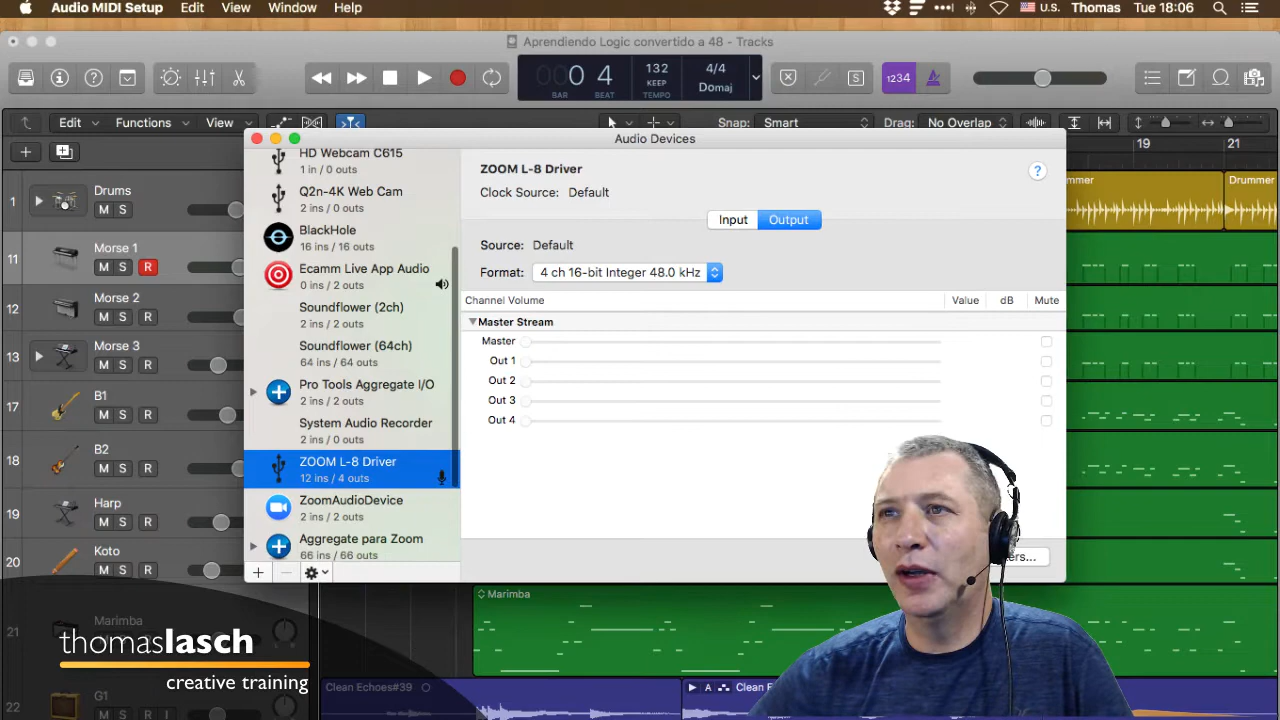 Audio MIDI Setup Edit View Window Help U.S. Thomas Tue 18:06
Aprendiendo Logic convertido a 48 - Tracks
0 4 132 4/4
KEEP
BAR BEAT TEMPO Domaj
S 1234
Edit Functions View Snap: Smart Drag: No Overlap
Audio Devices
19 21
1 Drums
M S
11 Morse 1
M S R
12 Morse 2
M S R
13 Morse 3
M S R
17 B1
M S R
18 B2
M S R
19 Harp
M S R
20 Koto
M S R
21 Marimba
22 G1
M S R I
HD Webcam C615
1 in / 0 outs
Q2n-4K Web Cam
2 ins / 0 outs
BlackHole
16 ins / 16 outs
Ecamm Live App Audio
0 ins / 2 outs
Soundflower (2ch)
2 ins / 2 outs
Soundflower (64ch)
64 ins / 64 outs
Pro Tools Aggregate I/O
2 ins / 2 outs
System Audio Recorder
2 ins / 0 outs
ZOOM L-8 Driver
12 ins / 4 outs
ZoomAudioDevice
2 ins / 2 outs
Aggregate para Zoom
66 ins / 66 outs
ZOOM L-8 Driver
Clock Source: Default
?
Input Output
Source: Default
Format: 4 ch 16-bit Integer 48.0 kHz
Channel Volume Value dB Mute
Master Stream
Master
Out 1
Out 2
Out 3
Out 4
ers...
mmer Drummer
Marimba
Clean Echoes#39
A Clean E
thomaslasch
creative training